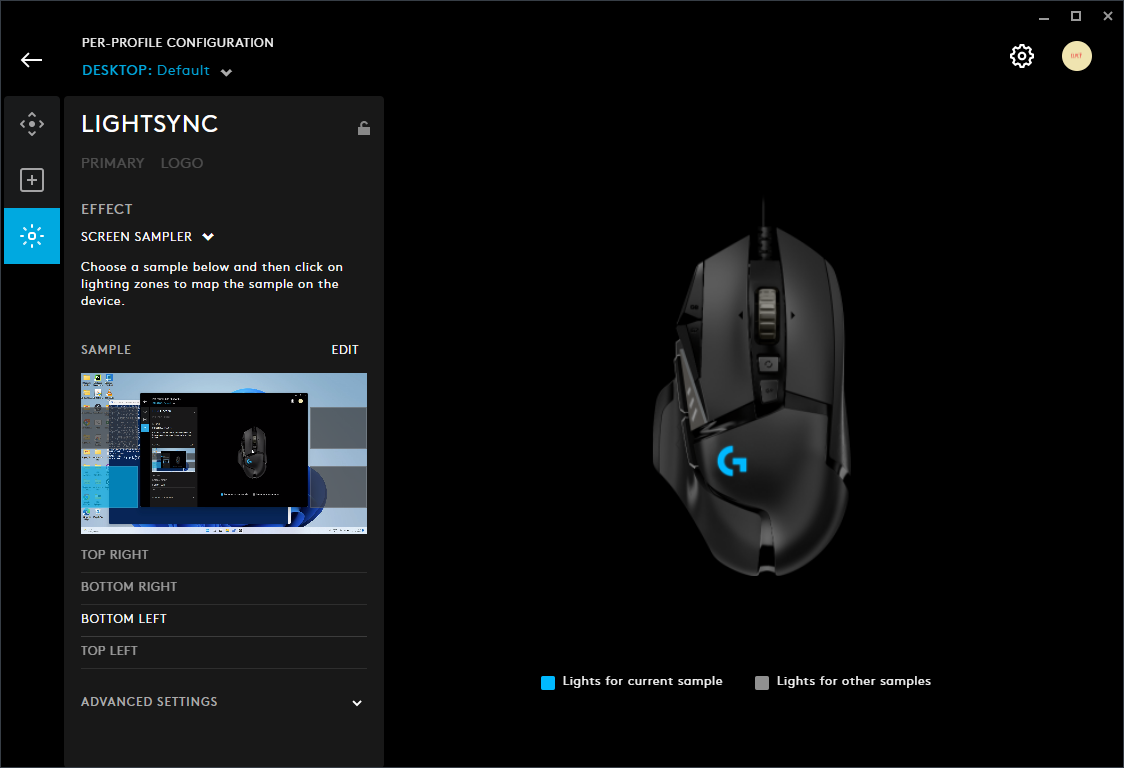 PER-PROFILE CONFIGURATION
DESKTOP: Default
LIGHTSYNC
PRIMARY LOGO
EFFECT
SCREEN SAMPLER
Choose a sample below and then click on
lighting zones to map the sample on the
device.
SAMPLE EDIT
TOP RIGHT
BOTTOM RIGHT
BOTTOM LEFT
TOP LEFT
ADVANCED SETTINGS
Lights for current sample
Lights for other samples